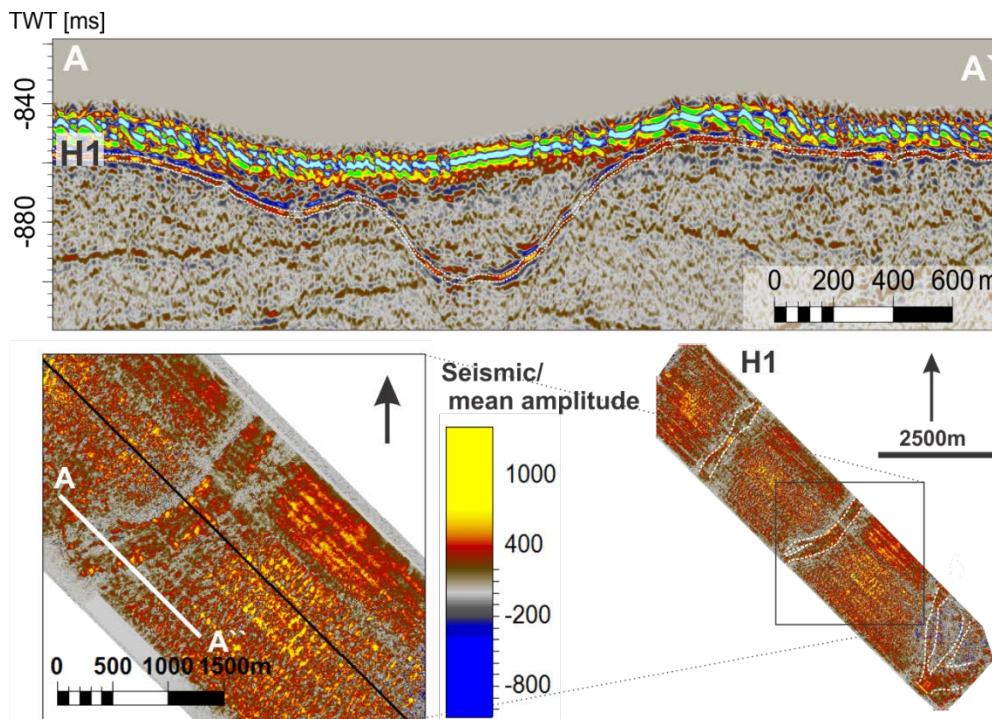 TWT [ms]
A A`
-840
H1
-880
0 200 400 600 m
H1
Seismic/
mean amplitude
2500m
1000
A
400
-200
A``
0 500 1000 1500m
-800